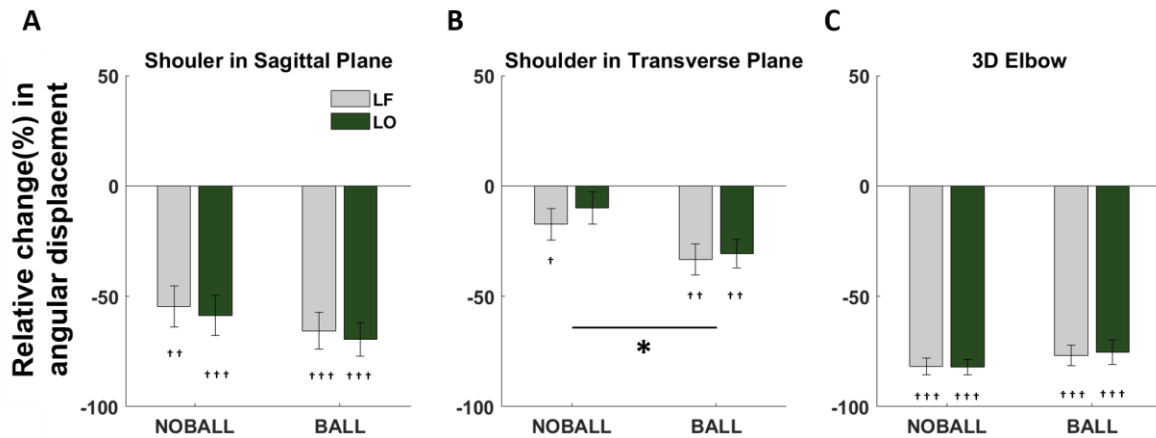 A
B
C
Shouler in Sagittal Plane
Shoulder in Transverse Plane
3D Elbow
Relative change(%) in
angular displacement
50
0
-50
-100
LF
LO
††
†††
†††
†††
NOBALL
BALL
50
0
-50
-100
†
††
††
*
NOBALL
BALL
50
0
-50
-100
†††
†††
†††
†††
NOBALL
BALL